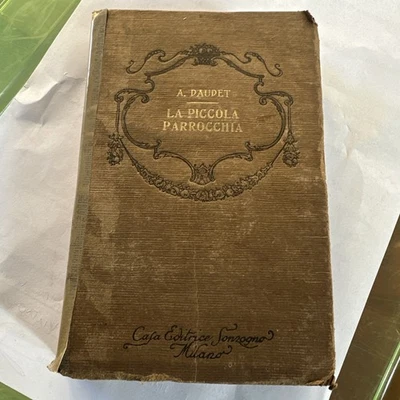 A. DAUDET
LA PICCOLA
PARROCCHIA
Casa Editrice Sonzogno
Milano